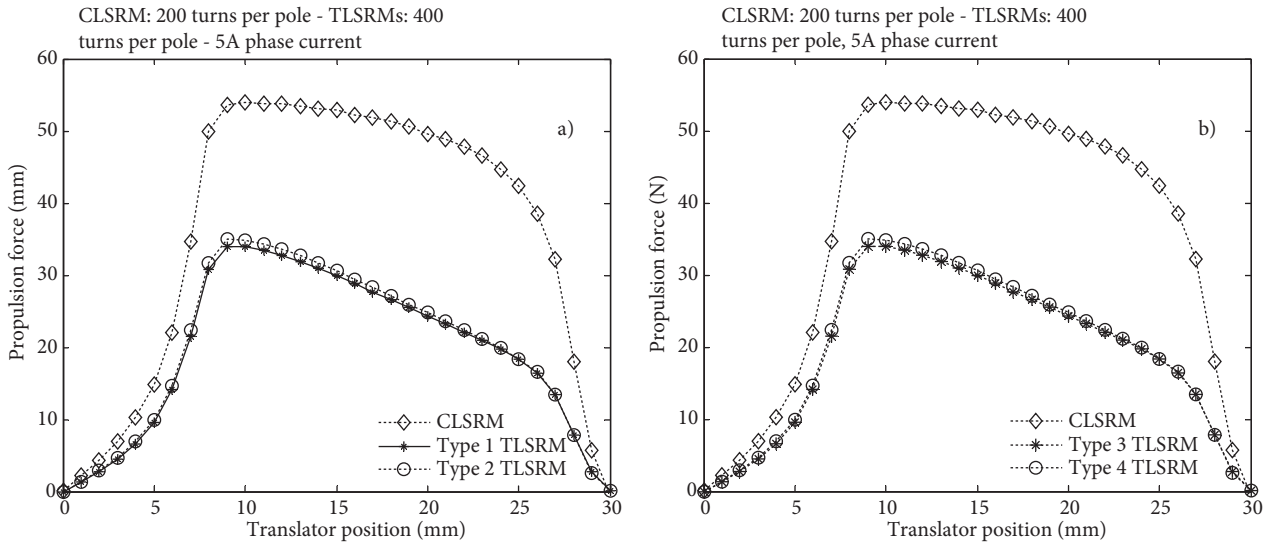 CLSRM: 200 turns per pole - TLSRMs: 400
turns per pole - 5A phase current
60
50
40
30
20
10
0
Propulsion force (mm)
a)
CLSRM
Type 1 TLSRM
Type 2 TLSRM
0 5 10 15 20 25 30
Translator position (mm)
CLSRM: 200 turns per pole - TLSRMs: 400
turns per pole, 5A phase current
60
50
40
30
20
10
0
Propulsion force (N)
b)
CLSRM
Type 3 TLSRM
Type 4 TLSRM
0 5 10 15 20 25 30
Translator position (mm)